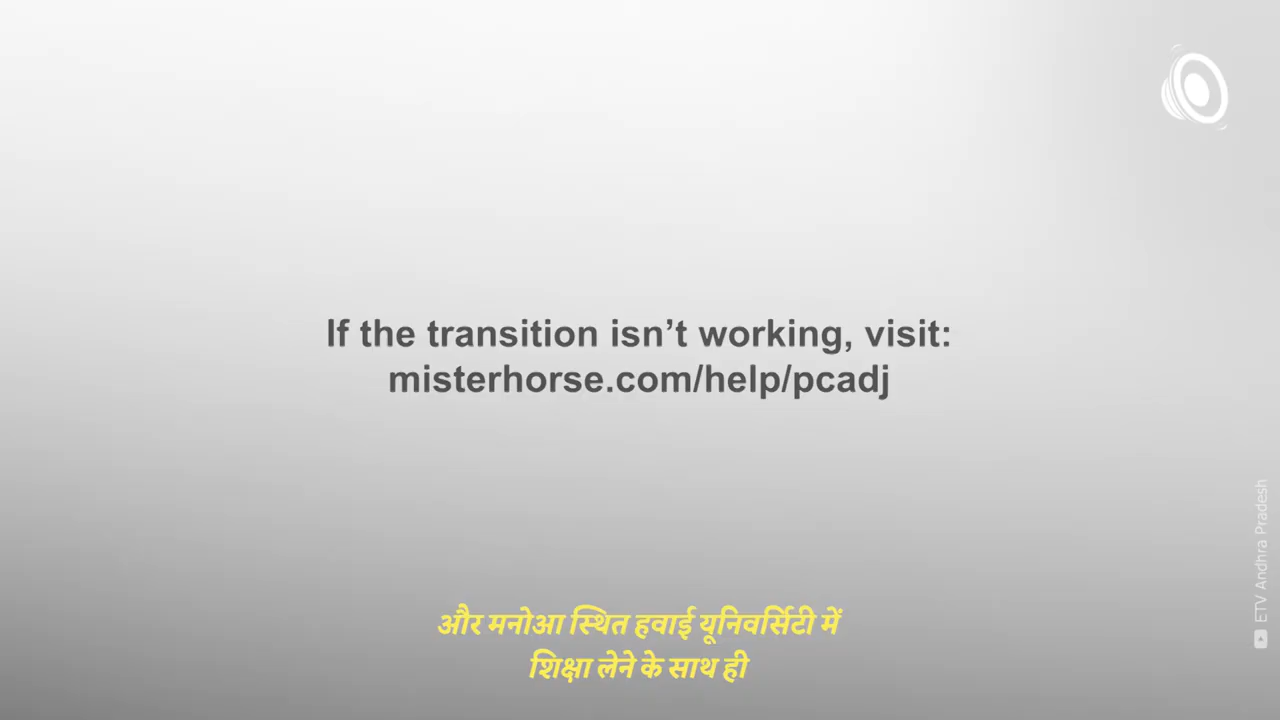 If the transition isn’t working, visit:
misterhorse.com/help/pcadj
ETV Andhra Pradesh
और मनोआ स्थित हवाई यूनिवर्सिटी में
शिक्षा लेने के साथ ही